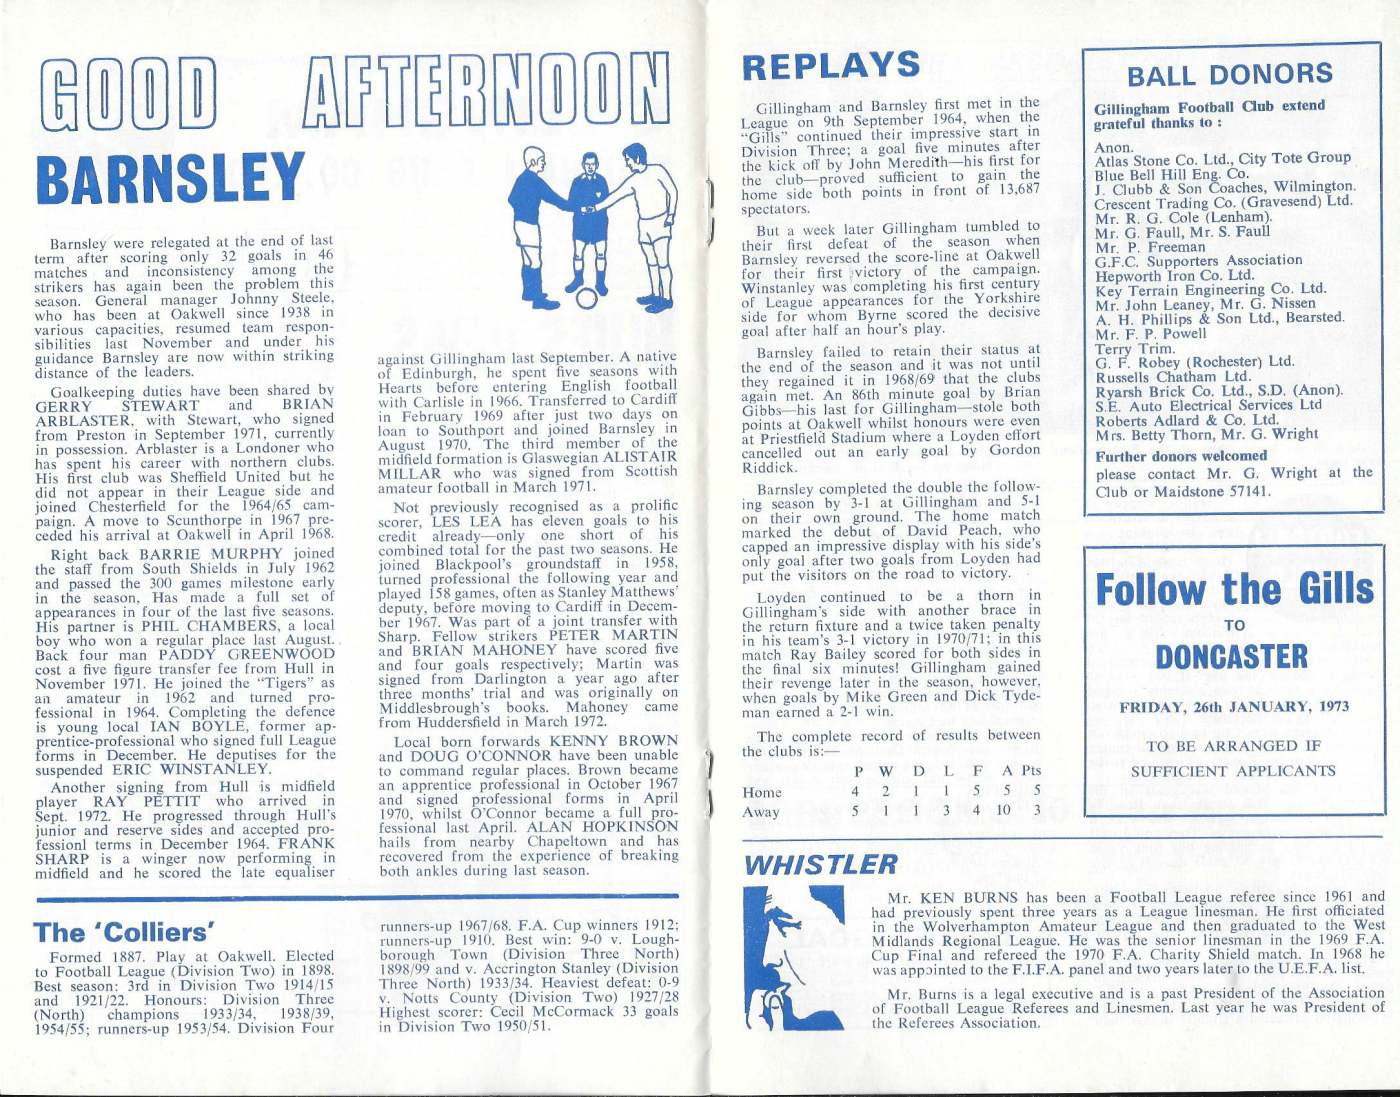 GOOD AFTERNOON
BARNSLEY
Barnsley were relegated at the end of last
term after scoring only 32 goals in 46
matches and inconsistency among the
strikers has again been the problem this
season. General manager Johnny Steele,
who has been at Oakwell since 1938 in
various capacities, resumed team respon-
sibilities last November and under his
guidance Barnsley are now within striking
distance of the leaders.
Goalkeeping duties have been shared by
GERRY STEWART and BRIAN
ARBLASTER, with Stewart, who signed
from Preston in September 1971, currently
in possession. Arblaster is a Londoner who
has spent his career with northern clubs.
His first club was Sheffield United but he
did not appear in their League side and
joined Chesterfield for the 1964/65 cam-
paign. A move to Scunthorpe in 1967 pre-
ceded his arrival at Oakwell in April 1968.
Right back BARRIE MURPHY joined
the staff from South Shields in July 1962
and passed the 300 games milestone early
in the season, Has made a full set of
appearances in four of the last five seasons.
His partner is PHIL CHAMBERS, a local
boy who won a regular place last August.
Back four man PADDY GREENWOOD
cost a five figure transfer fee from Hull in
November 1971. He joined the "Tigers" as
an amateur in 1962 and turned pro-
fessional in 1964. Completing the defence
is young local IAN BOYLE, former ap-
prentice-professional who signed full League
forms in December. He deputises for the
suspended ERIC WINSTANLEY.
Another signing from Hull is midfield
player RAY PETTIT who arrived in
Sept. 1972. He progressed through Hull's
junior and reserve sides and accepted pro-
fessionl terms in December 1964. FRANK
SHARP is a winger now performing in
midfield and he scored the late equaliser
against Gillingham last September. A native
of Edinburgh, he spent five seasons with
Hearts before entering English football
with Carlisle in 1966. Transferred to Cardiff
in February 1969 after just two days on
loan to Southport and joined Barnsley in
August 1970. The third member of the
midfield formation is Glaswegian ALISTAIR
MILLAR who was signed from Scottish
amateur football in March 1971.
Not previously recognised as a prolific
scorer, LES LEA has eleven goals to his
credit already—only one short of his
combined total for the past two seasons. He
joined Blackpool's groundstaff in 1958,
turned professional the following year and
played 158 games, often as Stanley Matthews'
deputy, before moving to Cardiff in Decem-
ber 1967. Was part of a joint transfer with
Sharp. Fellow strikers PETER MARTIN
and BRIAN MAHONEY have scored five
and four goals respectively; Martin was
signed from Darlington a year ago after
three months' trial and was originally on
Middlesbrough's books. Mahoney came
from Huddersfield in March 1972.
Local born forwards KENNY BROWN
and DOUG O'CONNOR have been unable
to command regular places. Brown became
an apprentice professional in October 1967
and signed professional forms in April
1970, whilst O'Connor became a full pro-
fessional last April. ALAN HOPKINSON
hails from nearby Chapeltown and has
recovered from the experience of breaking
both ankles during last season.
The 'Colliers'
Formed 1887. Play at Oakwell. Elected
to Football League (Division Two) in 1898.
Best season: 3rd in Division Two 1914/15
and 1921/22. Honours: Division Three
(North) champions 1933/34, 1938/39,
1954/55; runners-up 1953/54. Division Four
runners-up 1967/68. F.A. Cup winners 1912;
runners-up 1910. Best win: 9-0 v. Lough-
borough Town (Division Three North)
1898/99 and v. Accrington Stanley (Division
Three North) 1933/34. Heaviest defeat: 0-9
v. Notts County (Division Two) 1927/28
Highest scorer: Cecil McCormack 33 goals
in Division Two 1950/51.
REPLAYS
Gillingham and Barnsley first met in the
League on 9th September 1964, when the
"Gills" continued their impressive start in
Division Three; a goal five minutes after
the kick off by John Meredith—his first for
the club—proved sufficient to gain the
home side both points in front of 13,687
spectators.
But a week later Gillingham tumbled to
their first defeat of the season when
Barnsley reversed the score-line at Oakwell
for their first victory of the campaign.
Winstanley was completing his first century
of League appearances for the Yorkshire
side for whom Byrne scored the decisive
goal after half an hour's play.
Barnsley failed to retain their status at
the end of the season and it was not until
they regained it in 1968/69 that the clubs
again met. An 86th minute goal by Brian
Gibbs—his last for Gillingham—stole both
points at Oakwell whilst honours were even
at Priestfield Stadium where a Loyden effort
cancelled out an early goal by Gordon
Riddick.
Barnsley completed the double the follow-
ing season by 3-1 at Gillingham and 5-1
on their own ground. The home match
marked the debut of David Peach, who
capped an impressive display with his side's
only goal after two goals from Loyden had
put the visitors on the road to victory.
Loyden continued to be a thorn in
Gillingham's side with another brace in
the return fixture and a twice taken penalty
in his team's 3-1 victory in 1970/71; in this
match Ray Bailey scored for both sides in
the final six minutes! Gillingham gained
their revenge later in the season, however,
when goals by Mike Green and Dick Tyde-
man earned a 2-1 win.
The complete record of results between
the clubs is:—
P W D L F A Pts
Home 4 2 1 1 5 5 5
Away 5 1 1 3 4 10 3
BALL DONORS
Gillingham Football Club extend
grateful thanks to :
Anon.
Atlas Stone Co. Ltd., City Tote Group
Blue Bell Hill Eng. Co.
J. Clubb & Son Coaches, Wilmington.
Crescent Trading Co. (Gravesend) Ltd.
Mr. R. G. Cole (Lenham).
Mr. G. Faull, Mr. S. Faull
Mr. P. Freeman
G.F.C. Supporters Association
Hepworth Iron Co. Ltd.
Key Terrain Engineering Co. Ltd.
Mr. John Leaney, Mr. G. Nissen
A. H. Phillips & Son Ltd., Bearsted.
Mr. F. P. Powell
Terry Trim.
G. F. Robey (Rochester) Ltd.
Russells Chatham Ltd.
Ryarsh Brick Co. Ltd., S.D. (Anon).
S.E. Auto Electrical Services Ltd
Roberts Adlard & Co. Ltd.
Mrs. Betty Thorn, Mr. G. Wright
Further donors welcomed
please contact Mr. G. Wright at the
Club or Maidstone 57141.
Follow the Gills
TO
DONCASTER
FRIDAY, 26th JANUARY, 1973
TO BE ARRANGED IF
SUFFICIENT APPLICANTS
WHISTLER
Mr. KEN BURNS has been a Football League referee since 1961 and
had previously spent three years as a League linesman. He first officiated
in the Wolverhampton Amateur League and then graduated to the West
Midlands Regional League. He was the senior linesman in the 1969 F.A.
Cup Final and refereed the 1970 F.A. Charity Shield match. In 1968 he
was appointed to the F.I.F.A. panel and two years later to the U.E.F.A. list.
Mr. Burns is a legal executive and is a past President of the Association
of Football League Referees and Linesmen. Last year he was President of
the Referees Association.